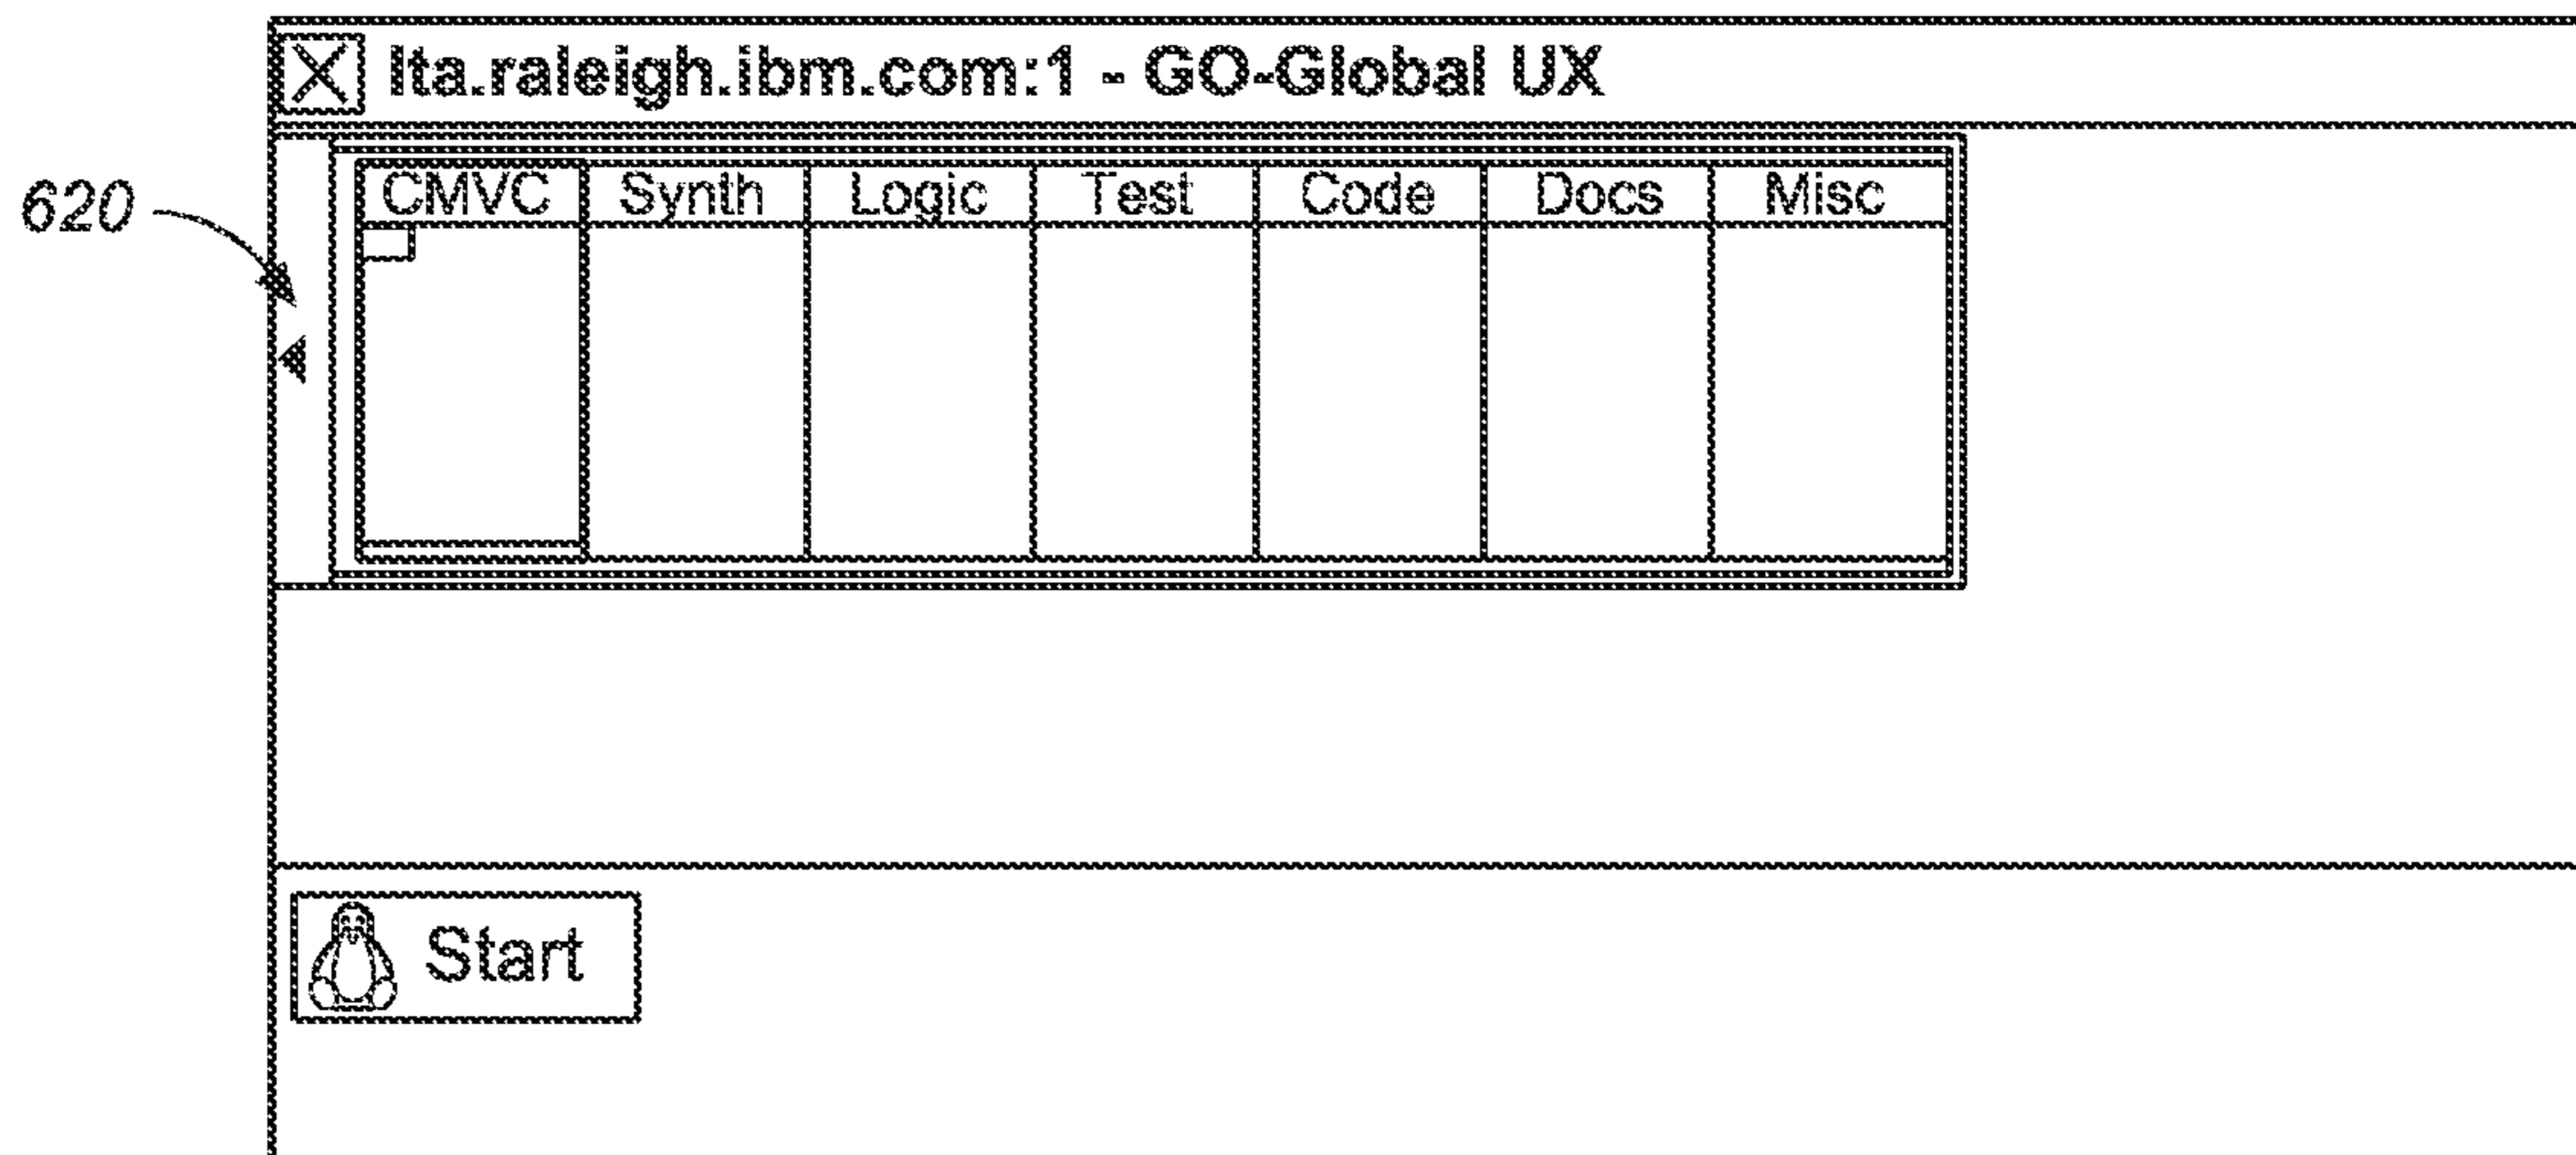 lta.raleigh.ibm.com:1 - GO-Global UX
620
CMVC Synth Logic Test Code Docs Misc
Start